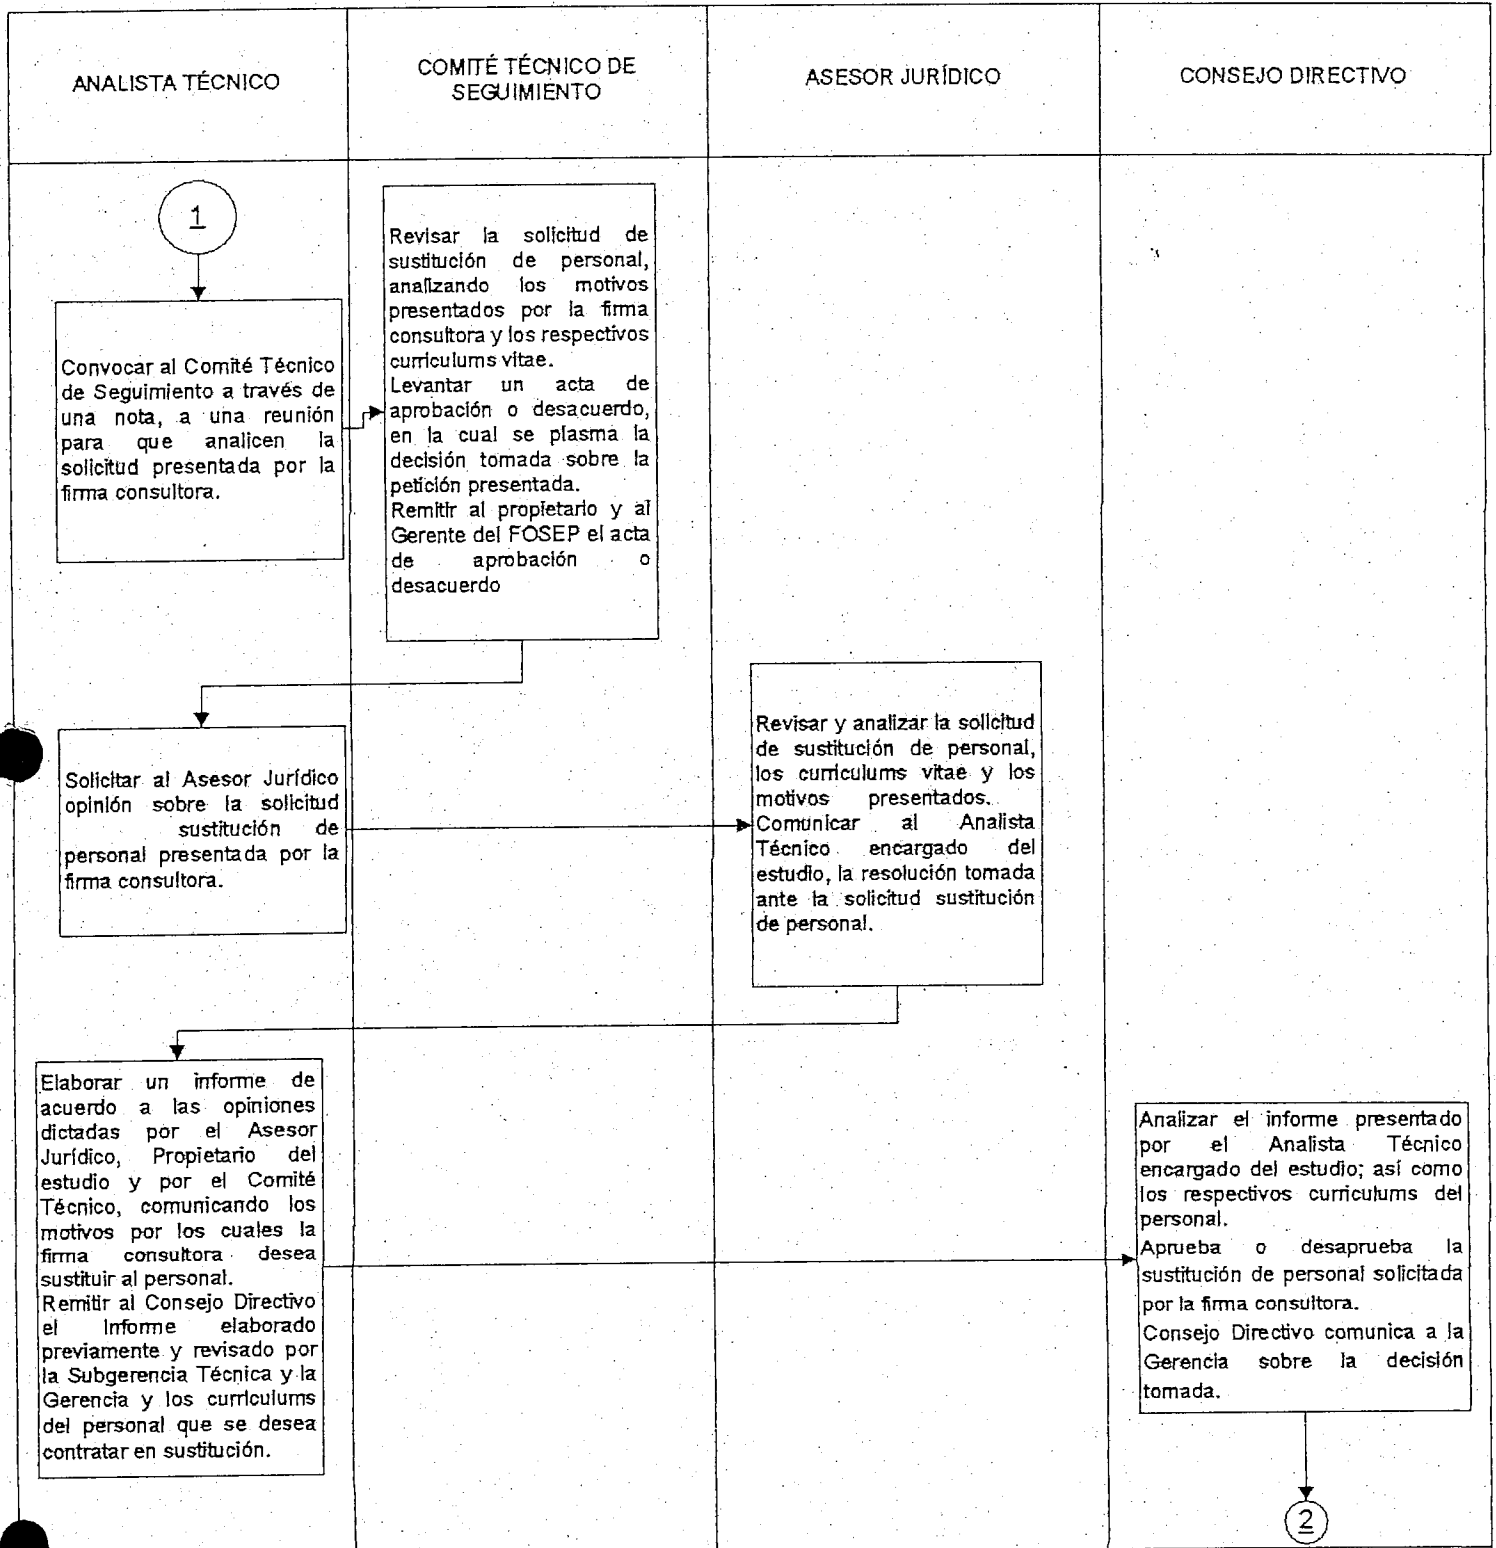 ANALISTA TÉCNICO
COMITÉ TÉCNICO DE
SEGUIMIENTO
ASESOR JURÍDICO
CONSEJO DIRECTIVO
1
Convocar al Comité Técnico
de Seguimiento a través de
una nota, a una reunión
para que analicen la
solicitud presentada por la
firma consultora.
Revisar la solicitud de
sustitución de personal,
analizando los motivos
presentados por la firma
consultora y los respectivos
curriculums vitae.
Levantar un acta de
aprobación o desacuerdo,
en la cual se plasma la
decisión tomada sobre la
petición presentada.
Remitir al propietario y al
Gerente del FOSEP el acta
de aprobación o
desacuerdo
Solicitar al Asesor Jurídico
opinión sobre la solicitud
sustitución de
personal presentada por la
firma consultora.
Revisar y analizar la solicitud
de sustitución de personal,
los curriculums vitae y los
motivos presentados.
Comunicar al Analista
Técnico encargado del
estudio, la resolución tomada
ante la solicitud sustitución
de personal.
Elaborar un informe de
acuerdo a las opiniones
dictadas por el Asesor
Jurídico, Propietario del
estudio y por el Comité
Técnico, comunicando los
motivos por los cuales la
firma consultora desea
sustituir al personal.
Remitir al Consejo Directivo
el Informe elaborado
previamente y revisado por
la Subgerencia Técnica y la
Gerencia y los curriculums
del personal que se desea
contratar en sustitución.
Analizar el informe presentado
por el Analista Técnico
encargado del estudio; así como
los respectivos curriculums del
personal.
Aprueba o desaprueba la
sustitución de personal solicitada
por la firma consultora.
Consejo Directivo comunica a la
Gerencia sobre la decisión
tomada.
2